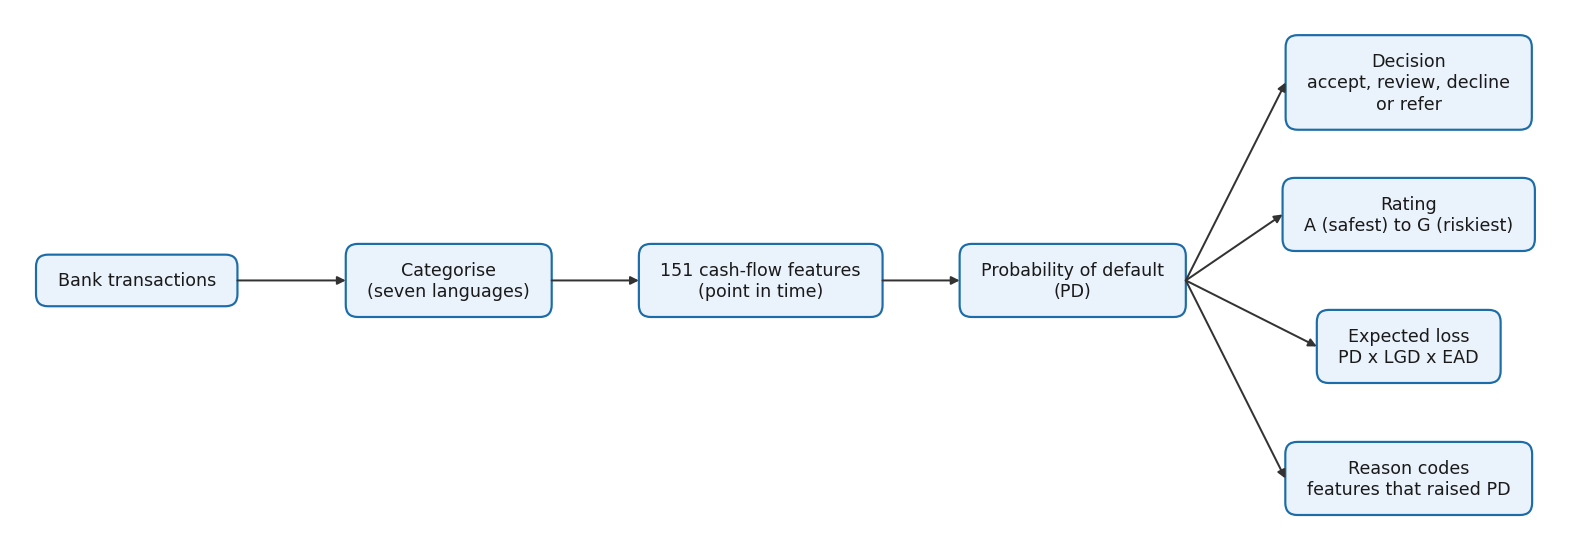 Bank transactions
Categorise
(seven languages)
151 cash-flow features
(point in time)
Probability of default
(PD)
Decision
accept, review, decline
or refer
Rating
A (safest) to G (riskiest)
Expected loss
PD x LGD x EAD
Reason codes
features that raised PD